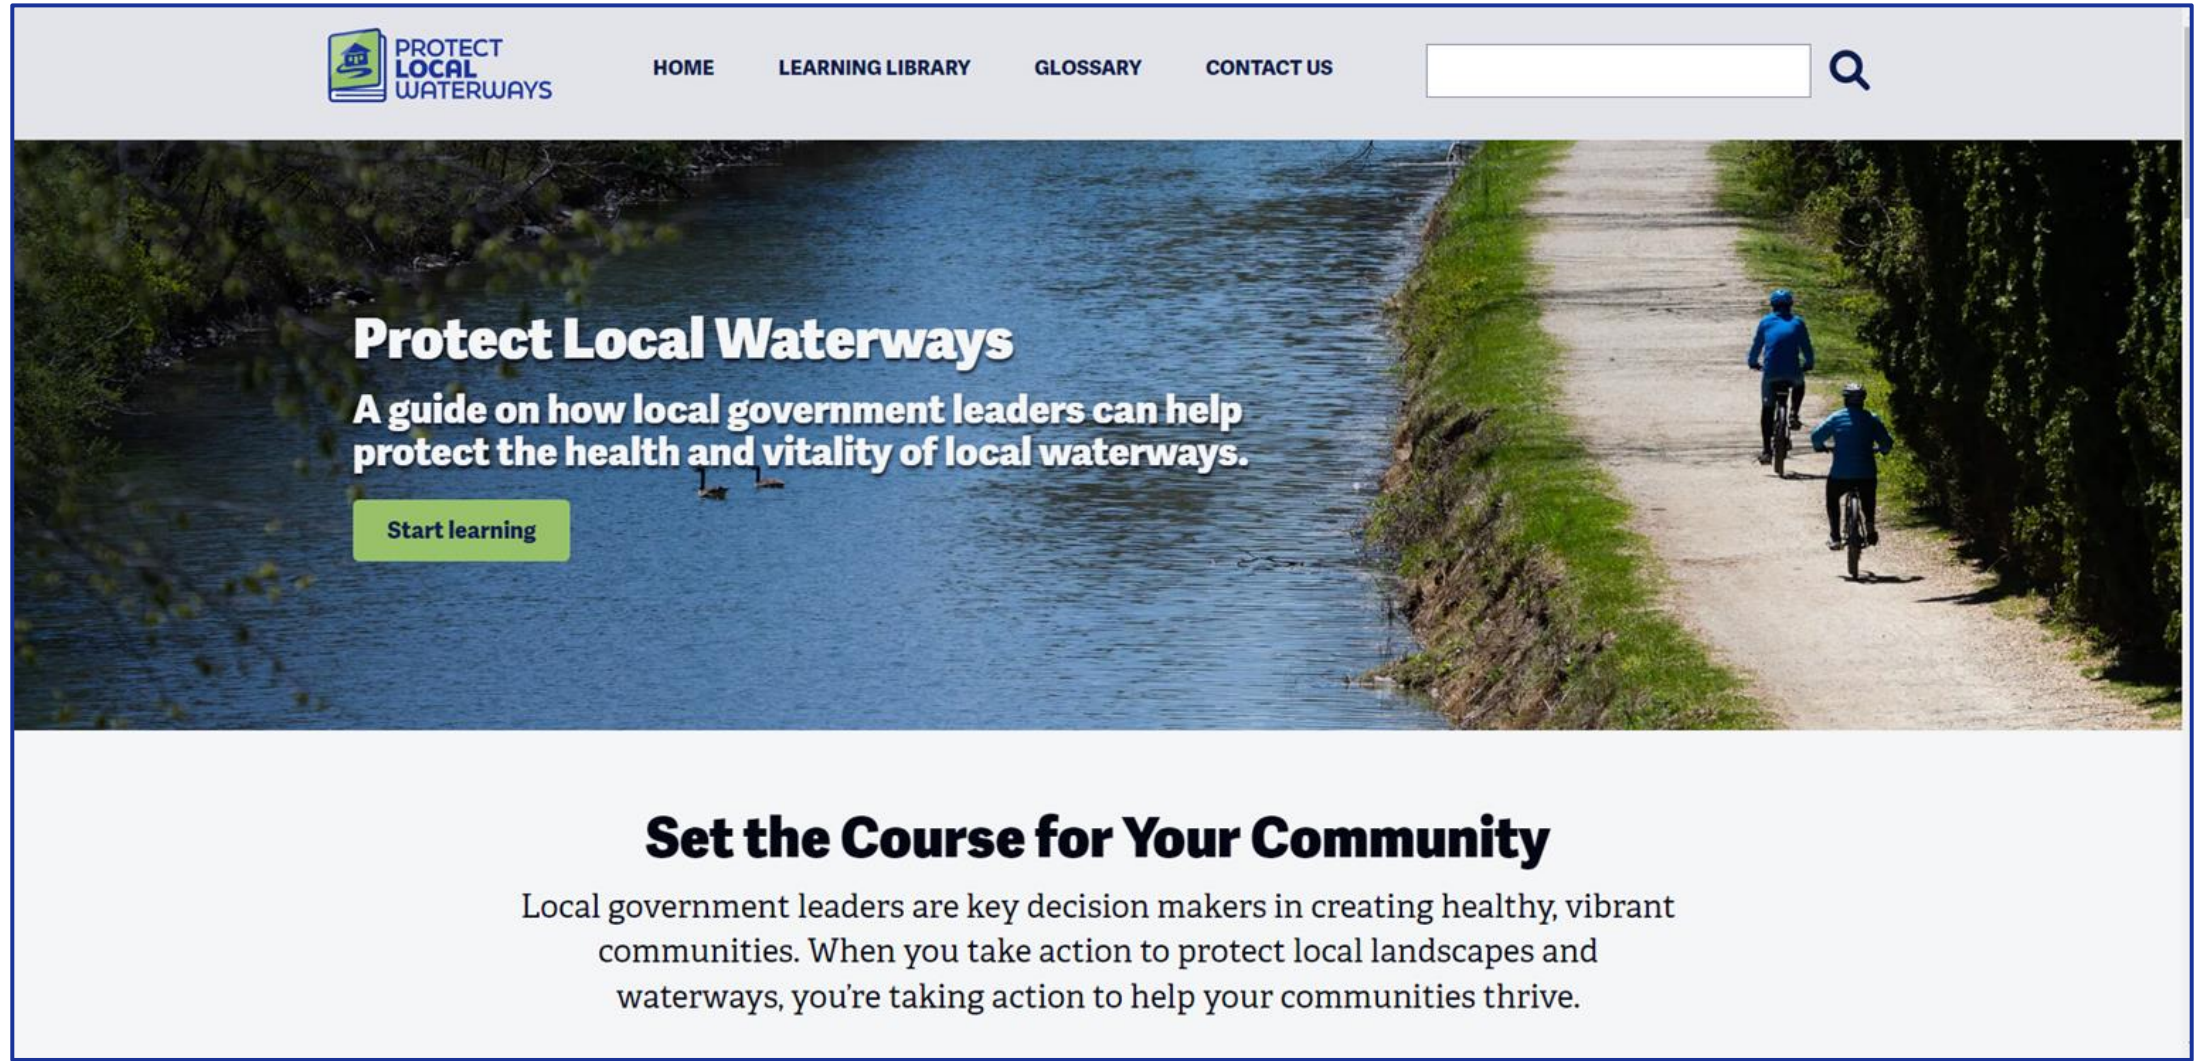 PROTECT
LOCAL
WATERWAYS
HOME LEARNING LIBRARY GLOSSARY CONTACT US
Protect Local Waterways
A guide on how local government leaders can help
protect the health and vitality of local waterways.
Start learning
Set the Course for Your Community
Local government leaders are key decision makers in creating healthy, vibrant
communities. When you take action to protect local landscapes and
waterways, you're taking action to help your communities thrive.